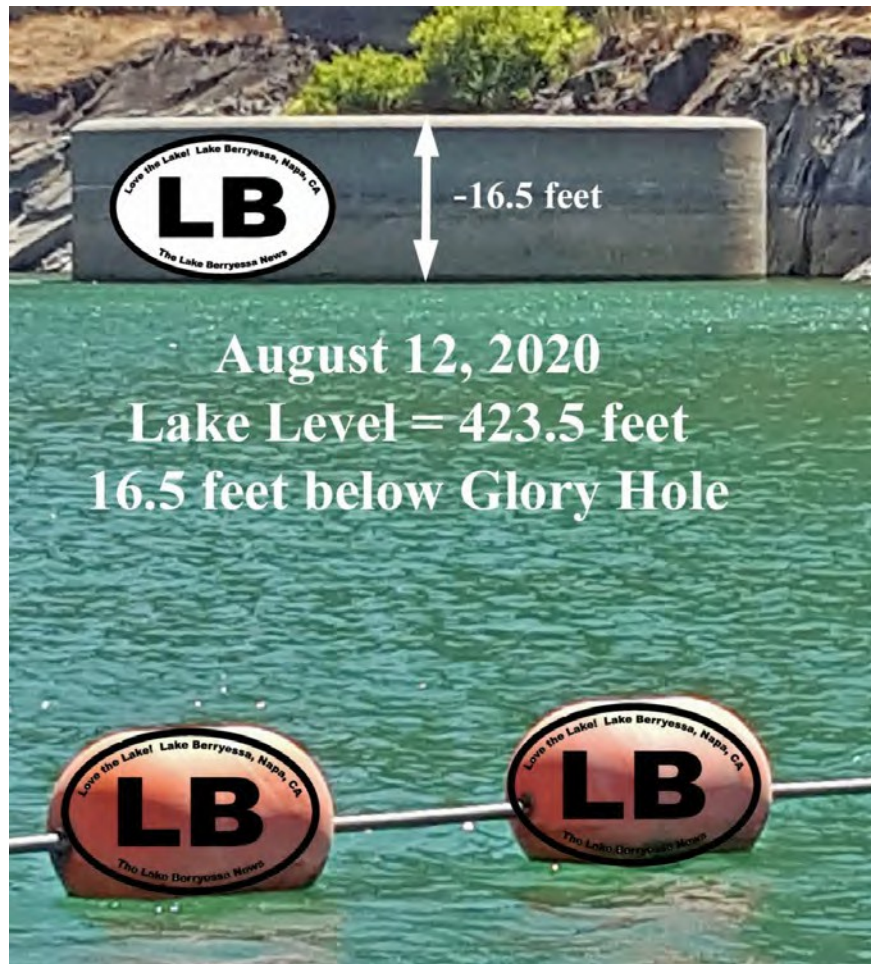 Love the Lake! Lake Berryessa, Napa, CA
LB
The Lake Berryessa News
-16.5 feet
August 12, 2020
Lake Level = 423.5 feet
16.5 feet below Glory Hole
Love the Lake! Lake Berryessa, Napa, CA
LB
The Lake Berryessa News
Love the Lake! Lake Berryessa, Napa, CA
LB
The Lake Berryessa News